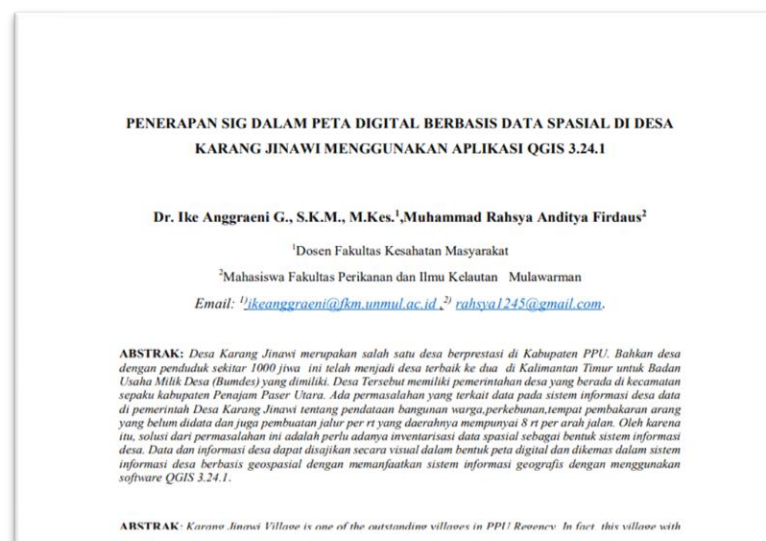 PENERAPAN SIG DALAM PETA DIGITAL BERBASIS DATA SPASIAL DI DESA
KARANG JINAWI MENGGUNAKAN APLIKASI QGIS 3.24.1
Dr. Ike Anggraeni G., S.K.M., M.Kes.¹,Muhammad Rahsya Anditya Firdaus²
¹Dosen Fakultas Kesahatan Masyarakat
²Mahasiswa Fakultas Perikanan dan Ilmu Kelautan Mulawarman
Email: ¹⁾ikeanggraeni@fkm.unmul.ac.id ,²⁾ rahsya1245@gmail.com.
ABSTRAK: Desa Karang Jinawi merupakan salah satu desa berprestasi di Kabupaten PPU. Bahkan desa
dengan penduduk sekitar 1000 jiwa ini telah menjadi desa terbaik ke dua di Kalimantan Timur untuk Badan
Usaha Milik Desa (Bumdes) yang dimiliki. Desa Tersebut memiliki pemerintahan desa yang berada di kecamatan
sepaku kabupaten Penajam Paser Utara. Ada permasalahan yang terkait data pada sistem informasi desa data
di pemerintah Desa Karang Jinawi tentang pendataan bangunan warga,perkebunan,tempat pembakaran arang
yang belum didata dan juga pembuatan jalur per rt yang daerahnya mempunyai 8 rt per arah jalan. Oleh karena
itu, solusi dari permasalahan ini adalah perlu adanya inventarisasi data spasial sebagai bentuk sistem informasi
desa. Data dan informasi desa dapat disajikan secara visual dalam bentuk peta digital dan dikemas dalam sistem
informasi desa berbasis geospasial dengan memanfaatkan sistem informasi geografis dengan menggunakan
software QGIS 3.24.1.
ABSTRAK: Karang Jinawi Village is one of the outstanding villages in PPU Regency. In fact, this village with